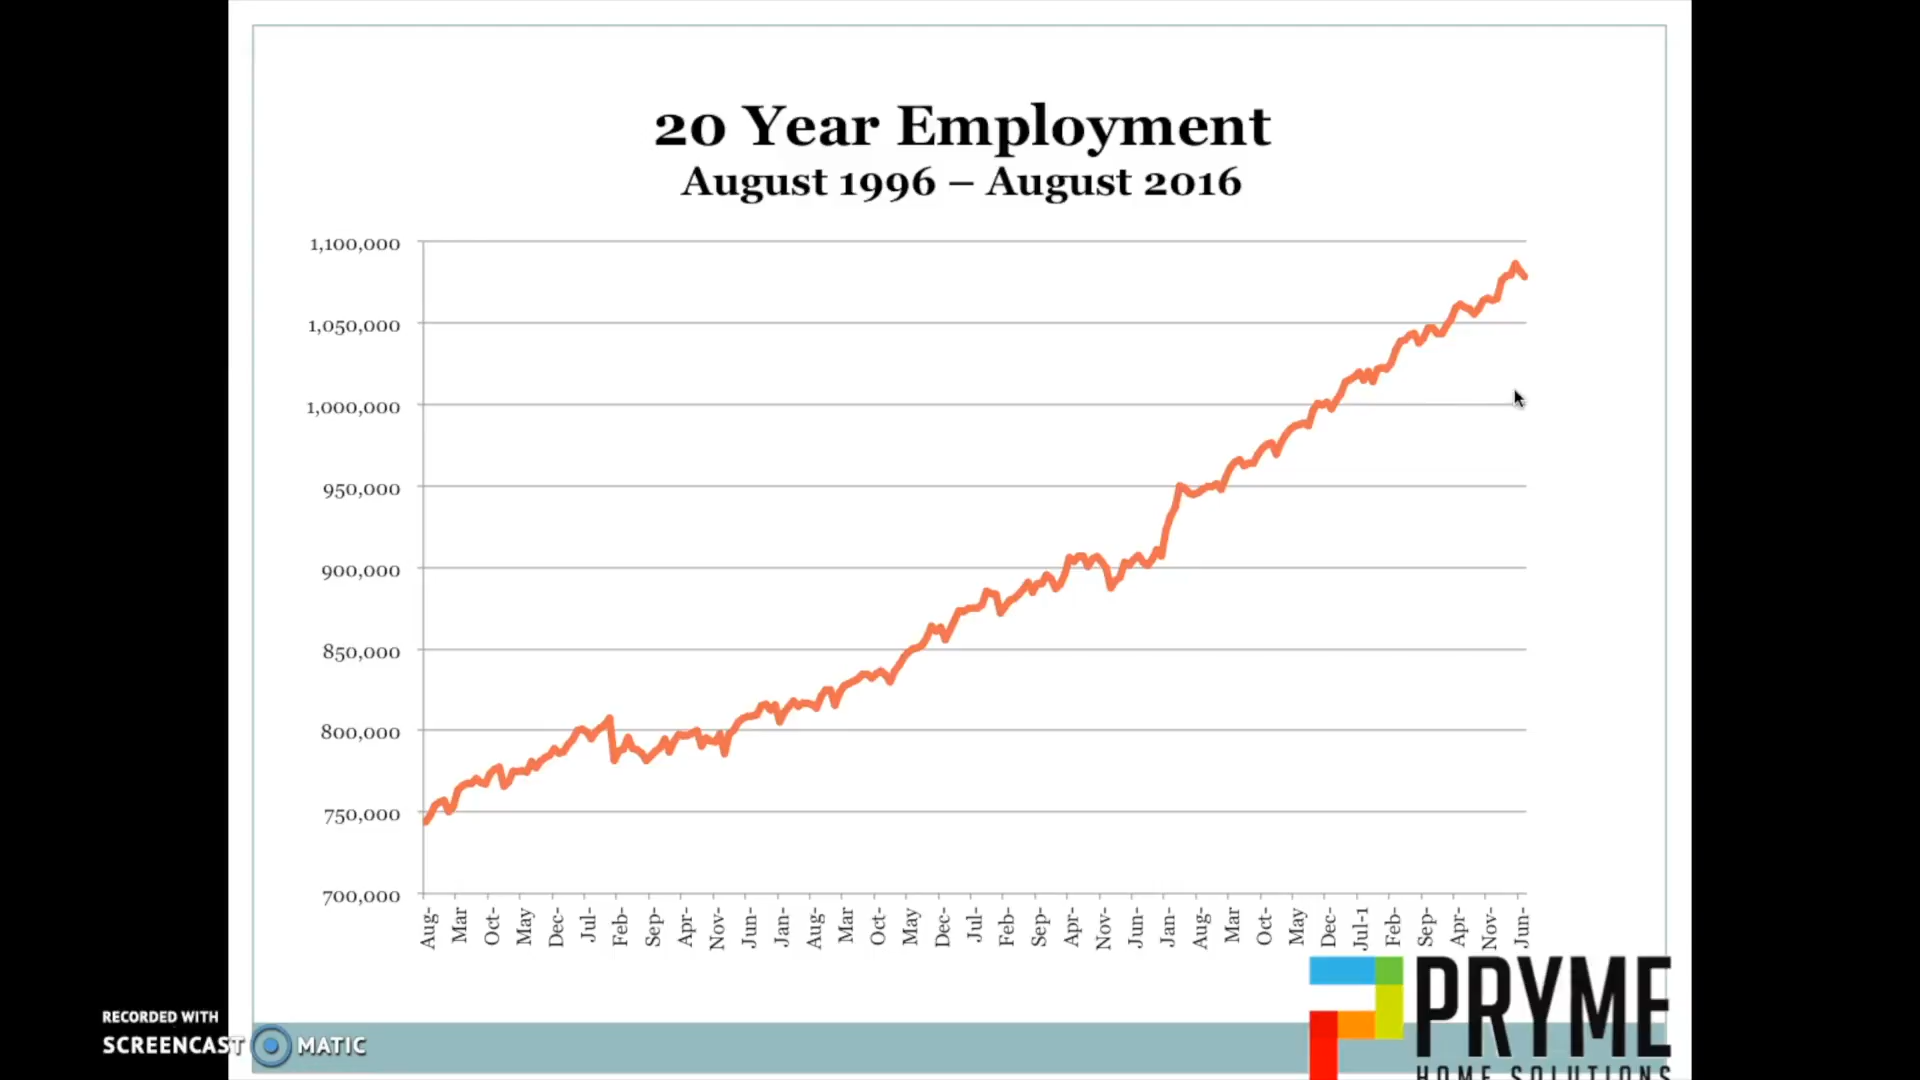 20 Year Employment
August 1996 – August 2016
1,100,000
1,050,000
1,000,000
950,000
900,000
850,000
800,000
750,000
700,000
Aug-
Mar
Oct-
May
Dec-
Jul-
Feb-
Sep-
Apr-
Nov-
Jun-
Jan-
Aug-
Mar
Oct-
May
Dec-
Jul-
Feb-
Sep-
Apr-
Nov-
Jun-
Jan-
Aug-
Mar
Oct-
May
Dec-
Jul-1
Feb-
Sep-
Apr-
Nov-
Jun-
PRYME
HOME SOLUTIONS
RECORDED WITH
SCREENCAST MATIC